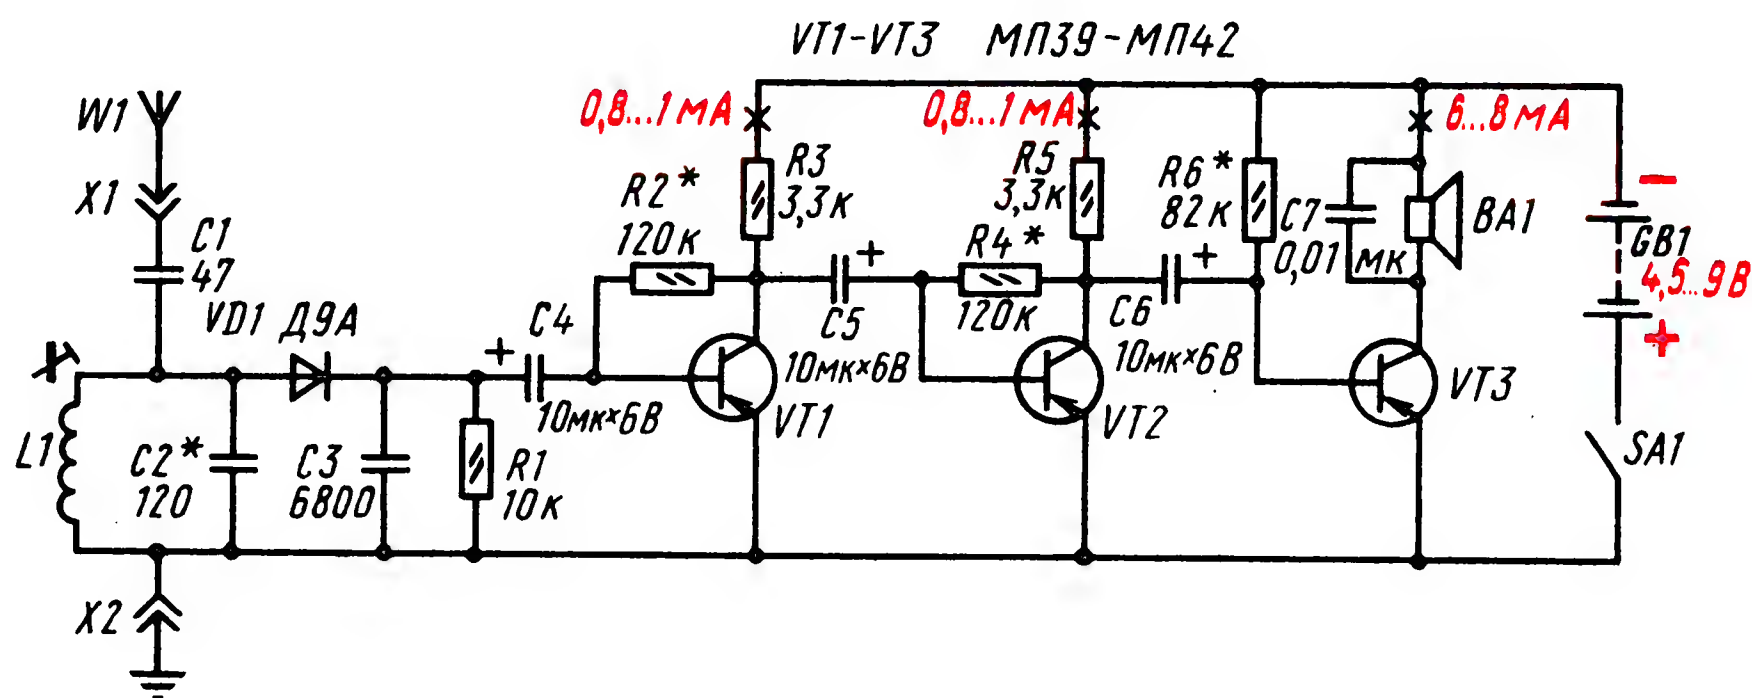 VT1-VT3 МП39-МП42
W1
0,8...1 мА
0,8...1 мА
6...8 мА
X1
R2*
120к
R3
3,3к
R5
3,3к
R6*
82к
C7
0,01 мк
BA1
−
GB1
4,5...9В
+
C1
47
VD1 Д9А
C4
+
10мк×6В
C5
+
10мк×6В
R4*
120к
C6
+
10мк×6В
VT1
VT2
VT3
L1
C2*
120
C3
6800
R1
10к
SA1
X2